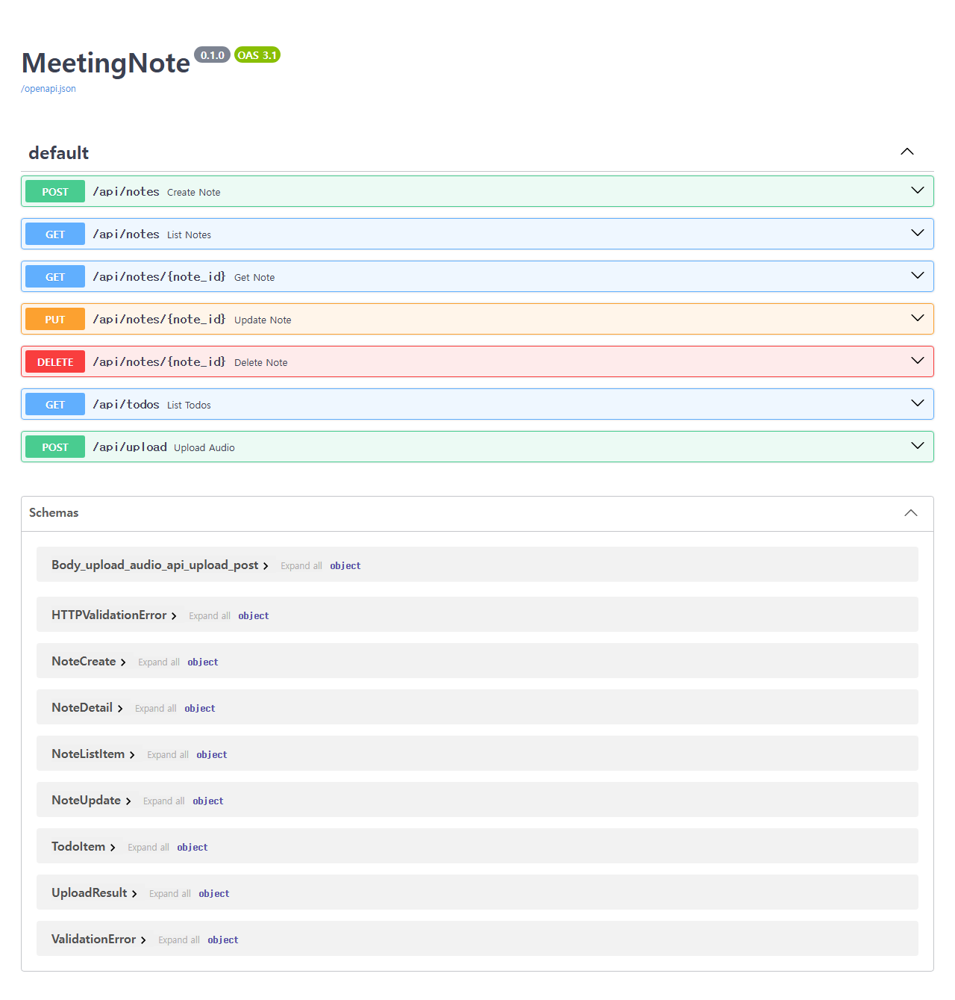 MeetingNote 0.1.0 OAS 3.1
/openapi.json
default
POST /api/notes Create Note
GET /api/notes List Notes
GET /api/notes/{note_id} Get Note
PUT /api/notes/{note_id} Update Note
DELETE /api/notes/{note_id} Delete Note
GET /api/todos List Todos
POST /api/upload Upload Audio
Schemas
Body_upload_audio_api_upload_post Expand all object
HTTPValidationError Expand all object
NoteCreate Expand all object
NoteDetail Expand all object
NoteListItem Expand all object
NoteUpdate Expand all object
TodoItem Expand all object
UploadResult Expand all object
ValidationError Expand all object